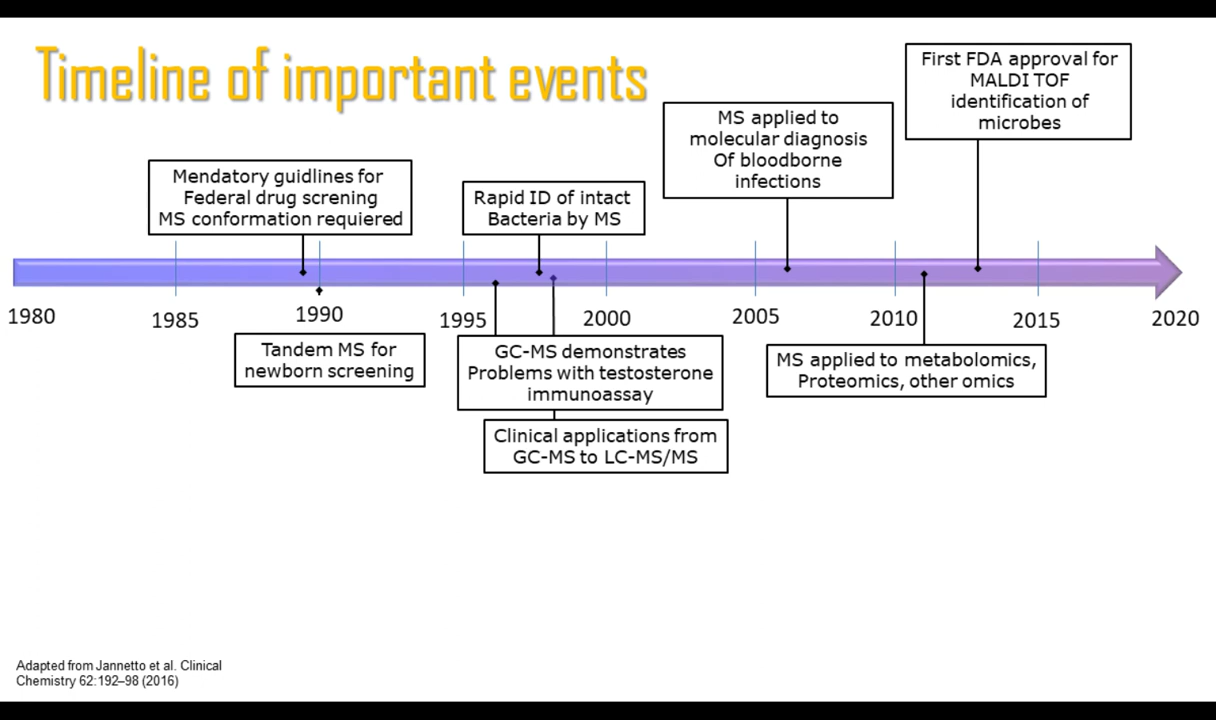 Timeline of important events
First FDA approval for
MALDI TOF
identification of
microbes
MS applied to
molecular diagnosis
Of bloodborne
infections
Mendatory guidlines for
Federal drug screning
MS conformation requiered
Rapid ID of intact
Bacteria by MS
1980
1985
1990
1995
2000
2005
2010
2015
2020
Tandem MS for
newborn screening
GC-MS demonstrates
Problems with testosterone
immunoassay
MS applied to metabolomics,
Proteomics, other omics
Clinical applications from
GC-MS to LC-MS/MS
Adapted from Jannetto et al. Clinical
Chemistry 62:192–98 (2016)